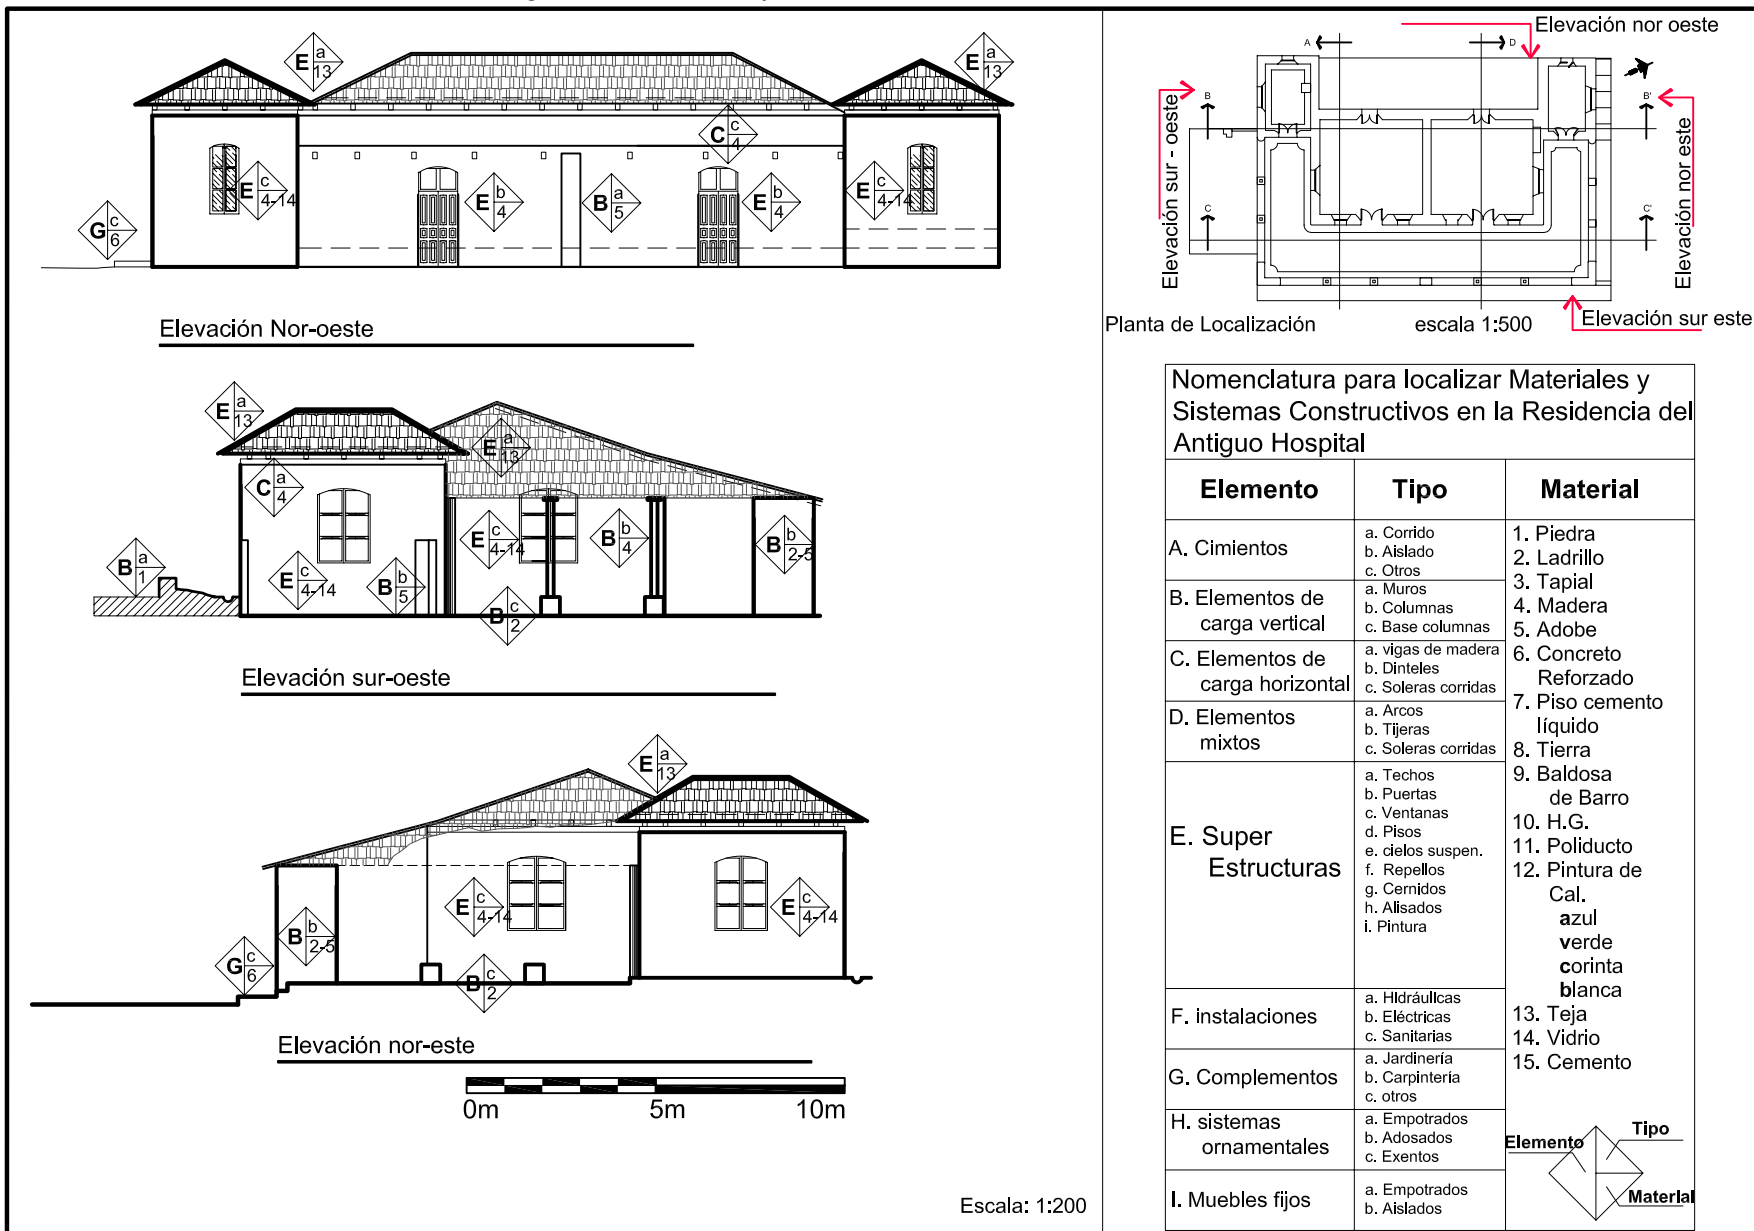 E a 13
E a 13
C c 4
E c 4-14
E b 4
B a 5
E b 4
E c 4-14
G c 6
Elevación Nor-oeste
E a 13
E a 13
C a 4
E c 4-14
B b 4
B b 2-5
B a 1
E c 4-14
B b 5
B c 2
Elevación sur-oeste
E a 13
E c 4-14
E c 4-14
B b 2-5
G c 6
B c 2
Elevación nor-este
0m 5m 10m
Escala: 1:200
Elevación nor oeste
A D
B B'
C C'
Elevación sur - oeste
Elevación nor este
Elevación sur este
Planta de Localización escala 1:500
Nomenclatura para localizar Materiales y
Sistemas Constructivos en la Residencia del
Antiguo Hospital
Elemento Tipo Material
A. Cimientos
a. Corrido
b. Aislado
c. Otros
B. Elementos de
carga vertical
a. Muros
b. Columnas
c. Base columnas
C. Elementos de
carga horizontal
a. vigas de madera
b. Dinteles
c. Soleras corridas
D. Elementos
mixtos
a. Arcos
b. Tijeras
c. Soleras corridas
E. Super
Estructuras
a. Techos
b. Puertas
c. Ventanas
d. Pisos
e. cielos suspen.
f. Repellos
g. Cernidos
h. Alisados
i. Pintura
F. instalaciones
a. Hidráulicas
b. Eléctricas
c. Sanitarias
G. Complementos
a. Jardinería
b. Carpintería
c. otros
H. sistemas
ornamentales
a. Empotrados
b. Adosados
c. Exentos
I. Muebles fijos
a. Empotrados
b. Aislados
1. Piedra
2. Ladrillo
3. Tapial
4. Madera
5. Adobe
6. Concreto
Reforzado
7. Piso cemento
líquido
8. Tierra
9. Baldosa
de Barro
10. H.G.
11. Poliducto
12. Pintura de
Cal.
azul
verde
corinta
blanca
13. Teja
14. Vidrio
15. Cemento
Elemento Tipo
Material